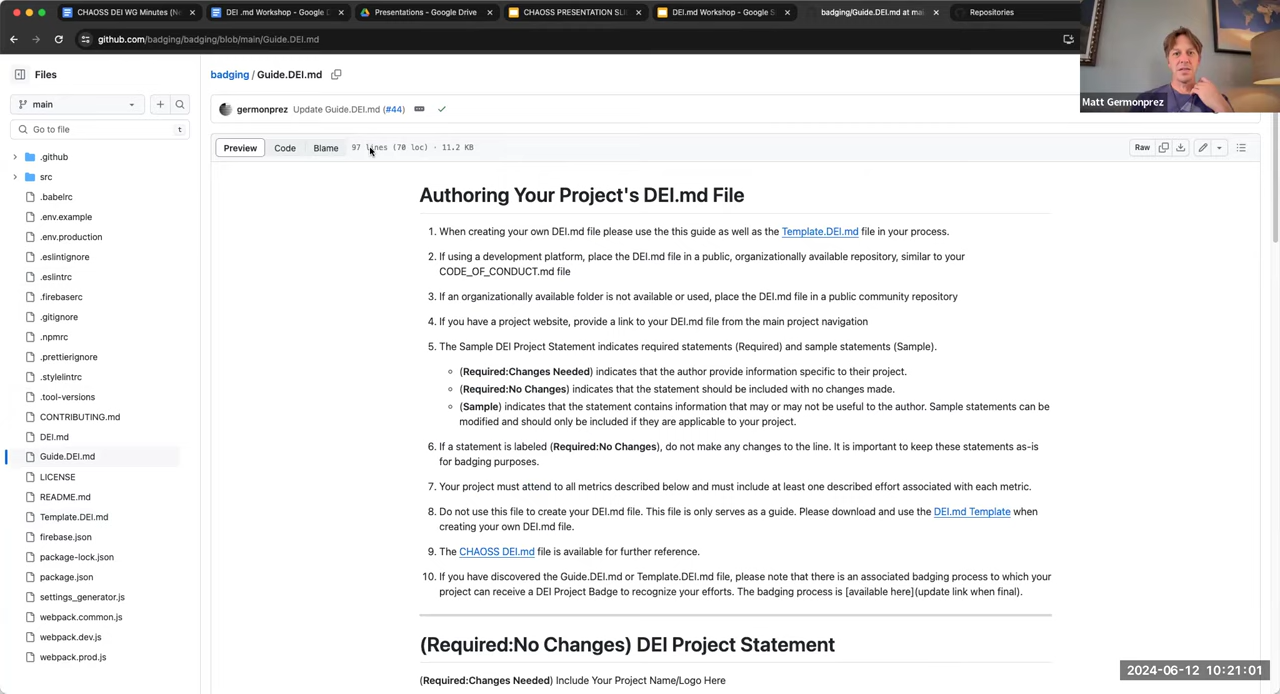 CHAOSS DEI WG Minutes (N
DEI .md Workshop - Google D
Presentations - Google Drive
CHAOSS PRESENTATION SLI
DEI.md Workshop - Google S
badging/Guide.DEI.md at mai
Repositories
github.com/badging/badging/blob/main/Guide.DEI.md
Matt Germonprez
Files
main
Go to file
t
.github
src
.babelrc
.env.example
.env.production
.eslintignore
.eslintrc
.firebaserc
.gitignore
.npmrc
.prettierignore
.stylelintrc
.tool-versions
CONTRIBUTING.md
DEI.md
Guide.DEI.md
LICENSE
README.md
Template.DEI.md
firebase.json
package-lock.json
package.json
settings_generator.js
webpack.common.js
webpack.dev.js
webpack.prod.js
badging / Guide.DEI.md
germonprez Update Guide.DEI.md (#44)
Preview Code Blame 97 lines (70 loc) · 11.2 KB
Raw
Authoring Your Project's DEI.md File
1. When creating your own DEI.md file please use the this guide as well as the Template.DEI.md file in your process.
2. If using a development platform, place the DEI.md file in a public, organizationally available repository, similar to your
CODE_OF_CONDUCT.md file
3. If an organizationally available folder is not available or used, place the DEI.md file in a public community repository
4. If you have a project website, provide a link to your DEI.md file from the main project navigation
5. The Sample DEI Project Statement indicates required statements (Required) and sample statements (Sample).
(Required:Changes Needed) indicates that the author provide information specific to their project.
(Required:No Changes) indicates that the statement should be included with no changes made.
(Sample) indicates that the statement contains information that may or may not be useful to the author. Sample statements can be
modified and should only be included if they are applicable to your project.
6. If a statement is labeled (Required:No Changes), do not make any changes to the line. It is important to keep these statements as-is
for badging purposes.
7. Your project must attend to all metrics described below and must include at least one described effort associated with each metric.
8. Do not use this file to create your DEI.md file. This file is only serves as a guide. Please download and use the DEI.md Template when
creating your own DEI.md file.
9. The CHAOSS DEI.md file is available for further reference.
10. If you have discovered the Guide.DEI.md or Template.DEI.md file, please note that there is an associated badging process to which your
project can receive a DEI Project Badge to recognize your efforts. The badging process is [available here](update link when final).
(Required:No Changes) DEI Project Statement
(Required:Changes Needed) Include Your Project Name/Logo Here
2024-06-12 10:21:01